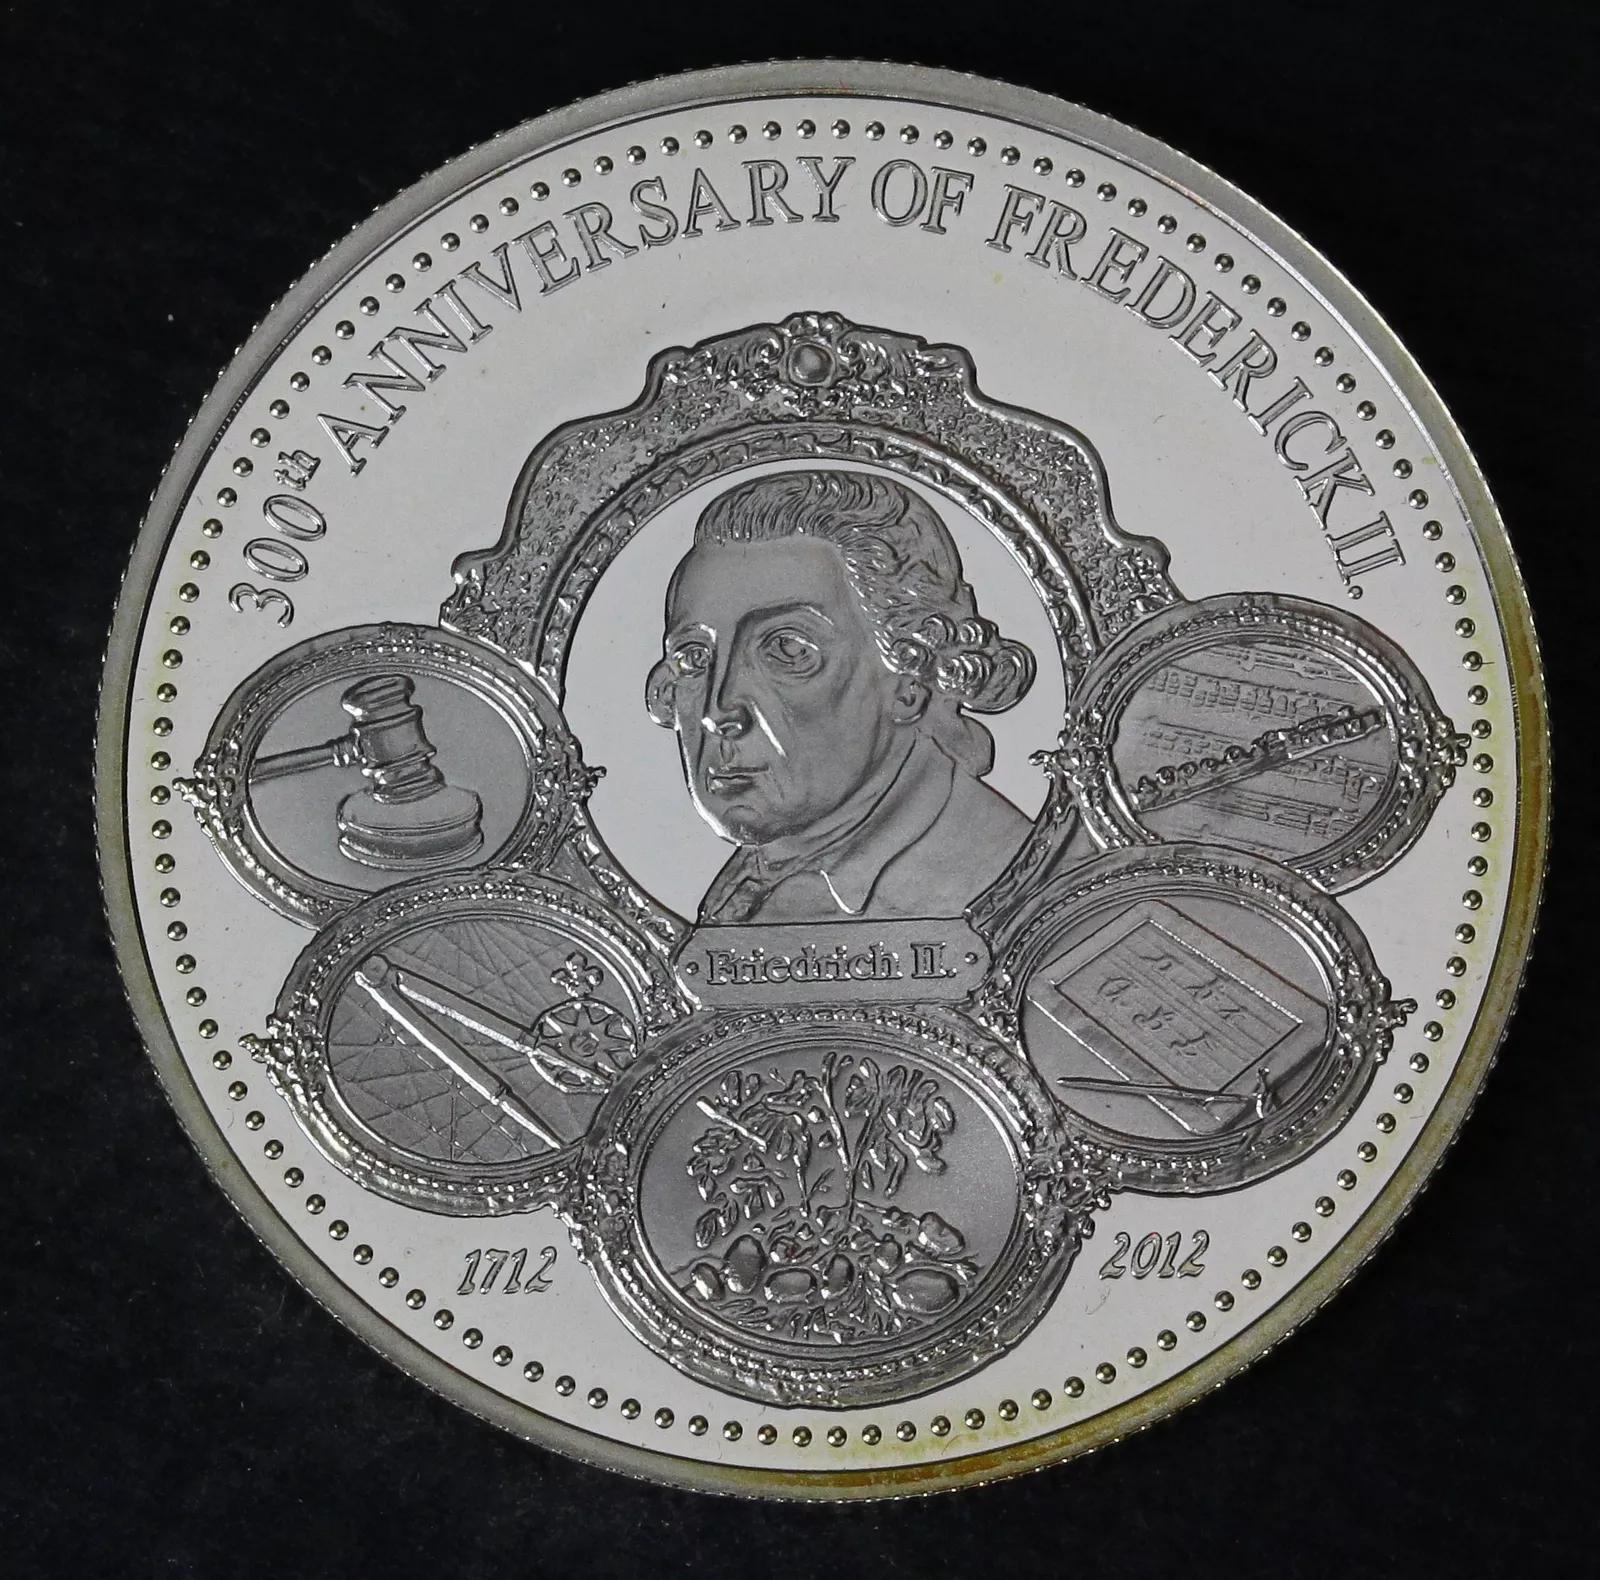 300th ANNIVERSARY OF FREDERICK II.
·Friedrich II.·
1712
2012